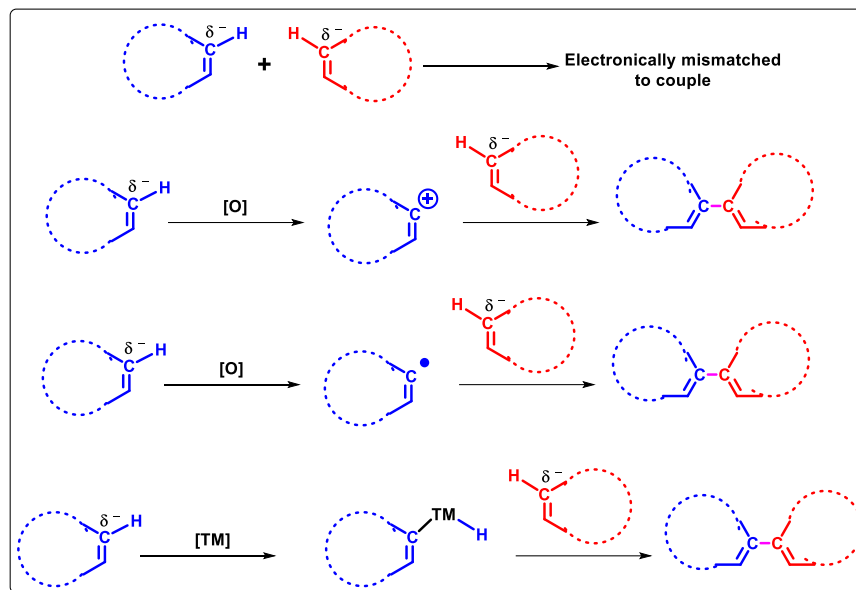 δ − H H δ −
C + C Electronically mismatched
to couple
δ − H [O] C ⊕ H δ − C C C
C
δ − H [O] C • H δ − C C C
C
δ − H [TM] C TM H H δ − C C C
C